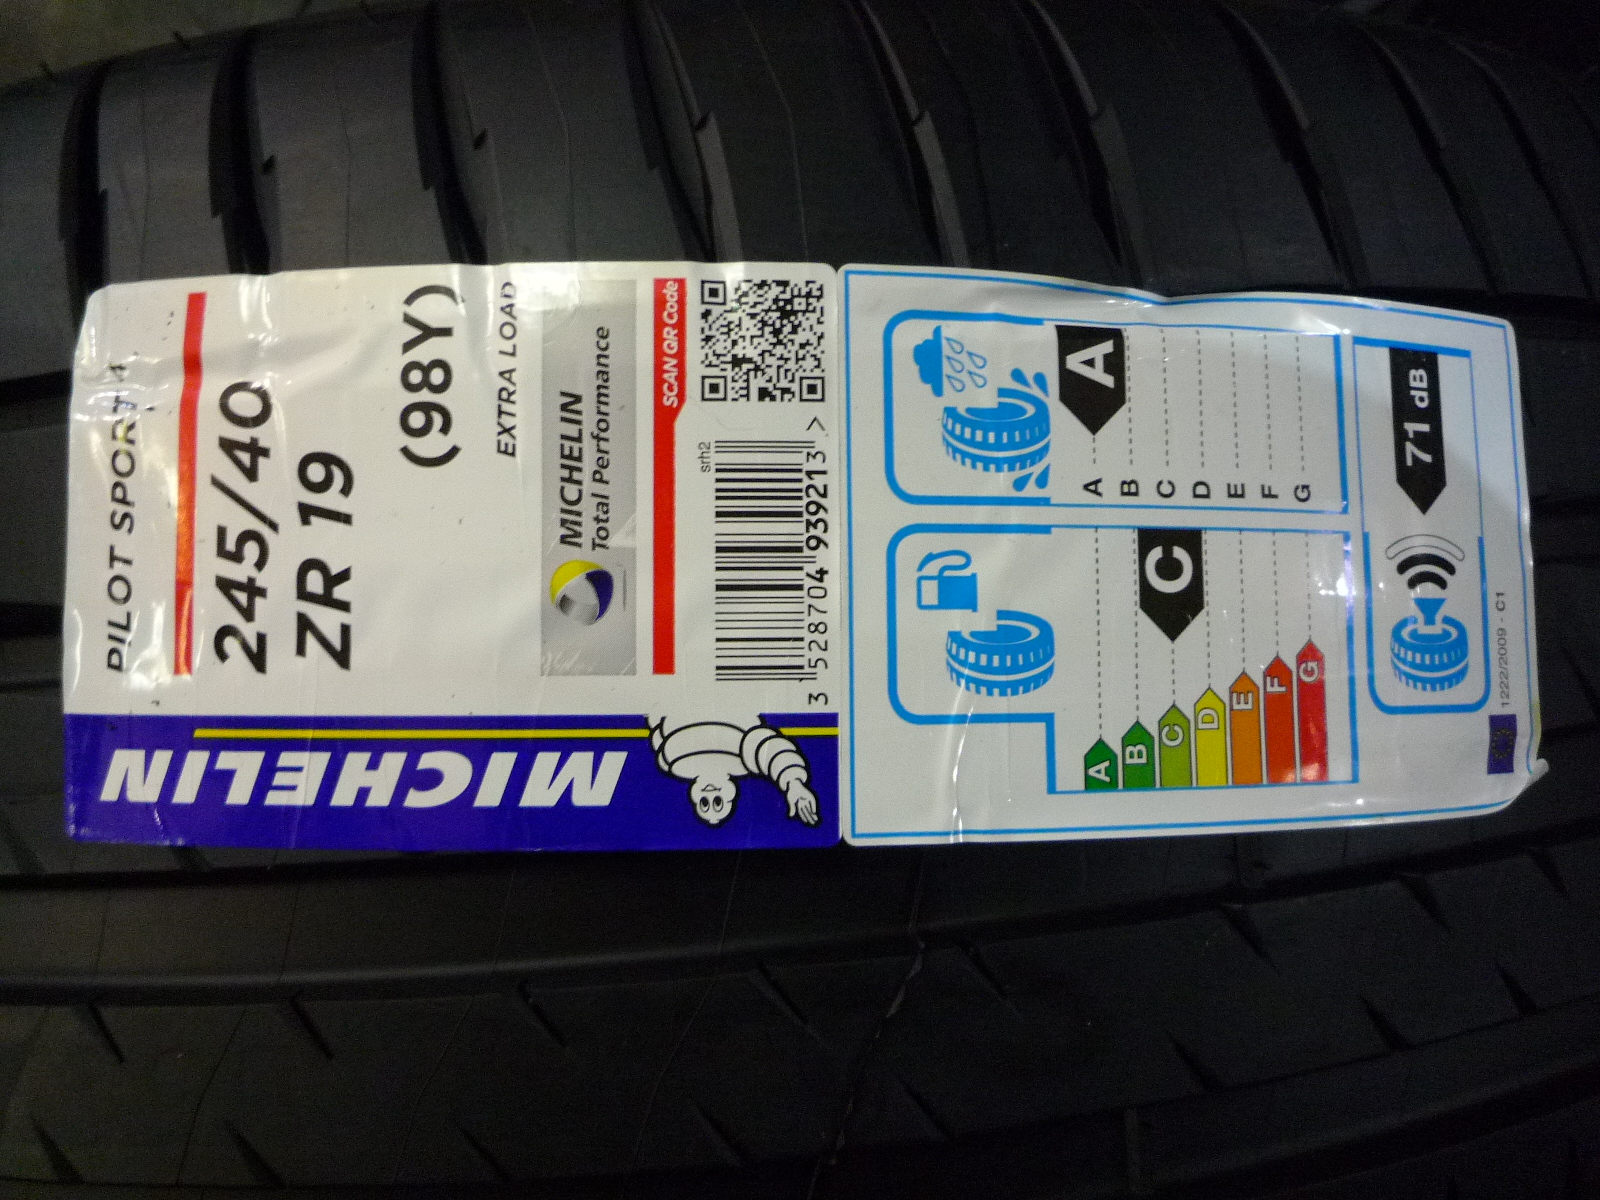 MICHELIN
PILOT SPORT 4
245/40
ZR 19
(98Y)
EXTRA LOAD
MICHELIN
Total Performance
SCAN QR Code
srh2
3 528704 939213 >
A
B
C
D
E
F
G
C
A
A
B
C
D
E
F
G
71 dB
1222/2009 - C1